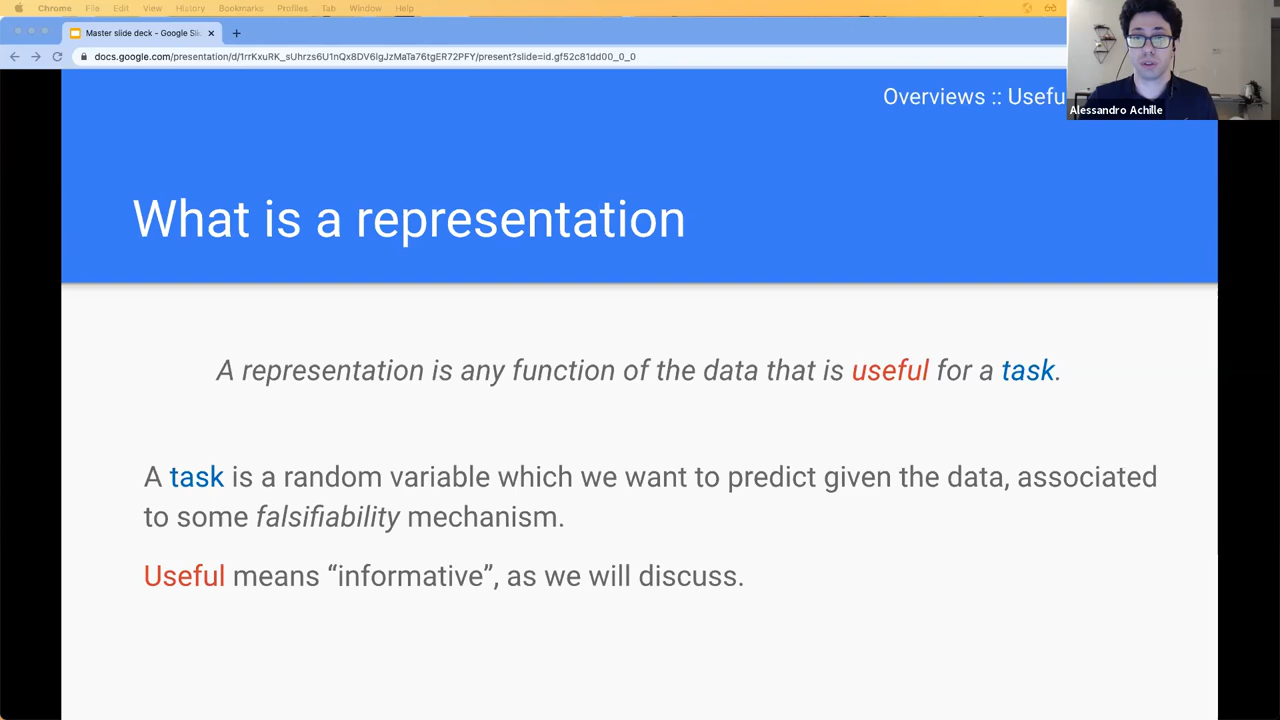 Chrome File Edit View History Bookmarks Profiles Tab Window Help
Master slide deck - Google Sli
docs.google.com/presentation/d/1rrKxuRK_sUhrzs6U1nQx8DV6IgJzMaTa76tgER72PFY/present?slide=id.gf52c81dd00_0_0
Overviews :: Usefu
Alessandro Achille
What is a representation
A representation is any function of the data that is useful for a task.
A task is a random variable which we want to predict given the data, associated
to some falsifiability mechanism.
Useful means “informative”, as we will discuss.